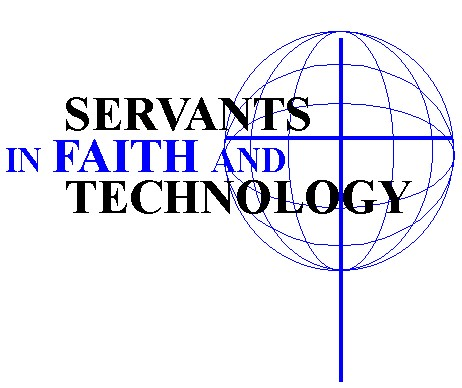 SERVANTS
IN FAITH AND
TECHNOLOGY